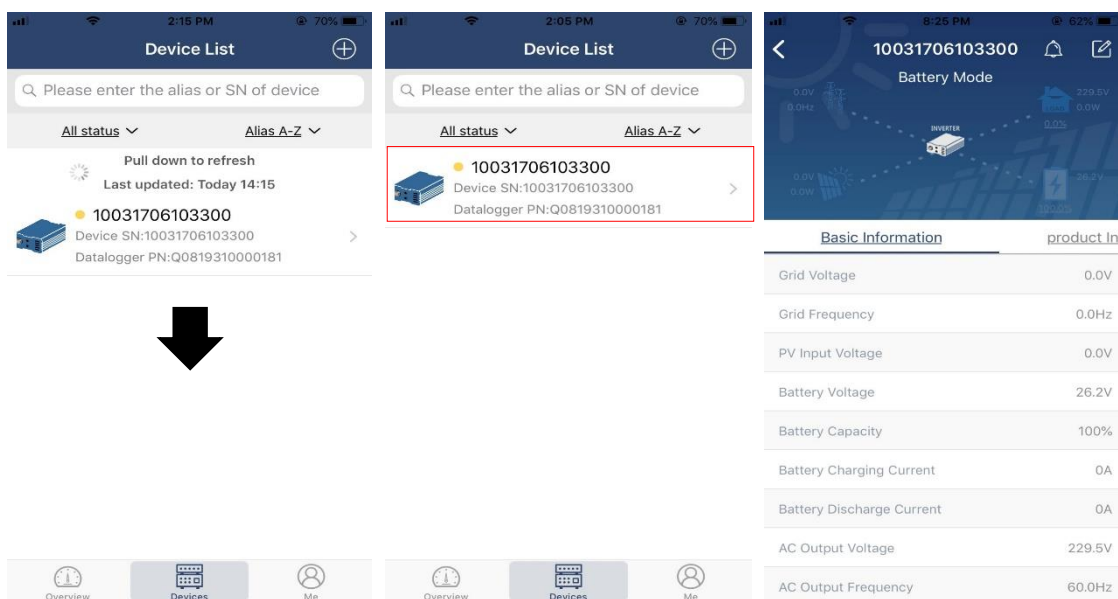 2:15 PM
70%
Device List
Please enter the alias or SN of device
All status
Alias A-Z
Pull down to refresh
Last updated: Today 14:15
10031706103300
Device SN:10031706103300
Datalogger PN:Q0819310000181
Overview
Devices
Me
2:05 PM
70%
Device List
Please enter the alias or SN of device
All status
Alias A-Z
10031706103300
Device SN:10031706103300
Datalogger PN:Q0819310000181
Overview
Devices
Me
8:25 PM
62%
10031706103300
Battery Mode
0.0V
0.0Hz
229.5V
0.0W
0.0%
INVERTER
0.0V
0.0W
26.2V
Basic Information
product In
Grid Voltage 0.0V
Grid Frequency 0.0Hz
PV Input Voltage 0.0V
Battery Voltage 26.2V
Battery Capacity 100%
Battery Charging Current 0A
Battery Discharge Current 0A
AC Output Voltage 229.5V
AC Output Frequency 60.0Hz